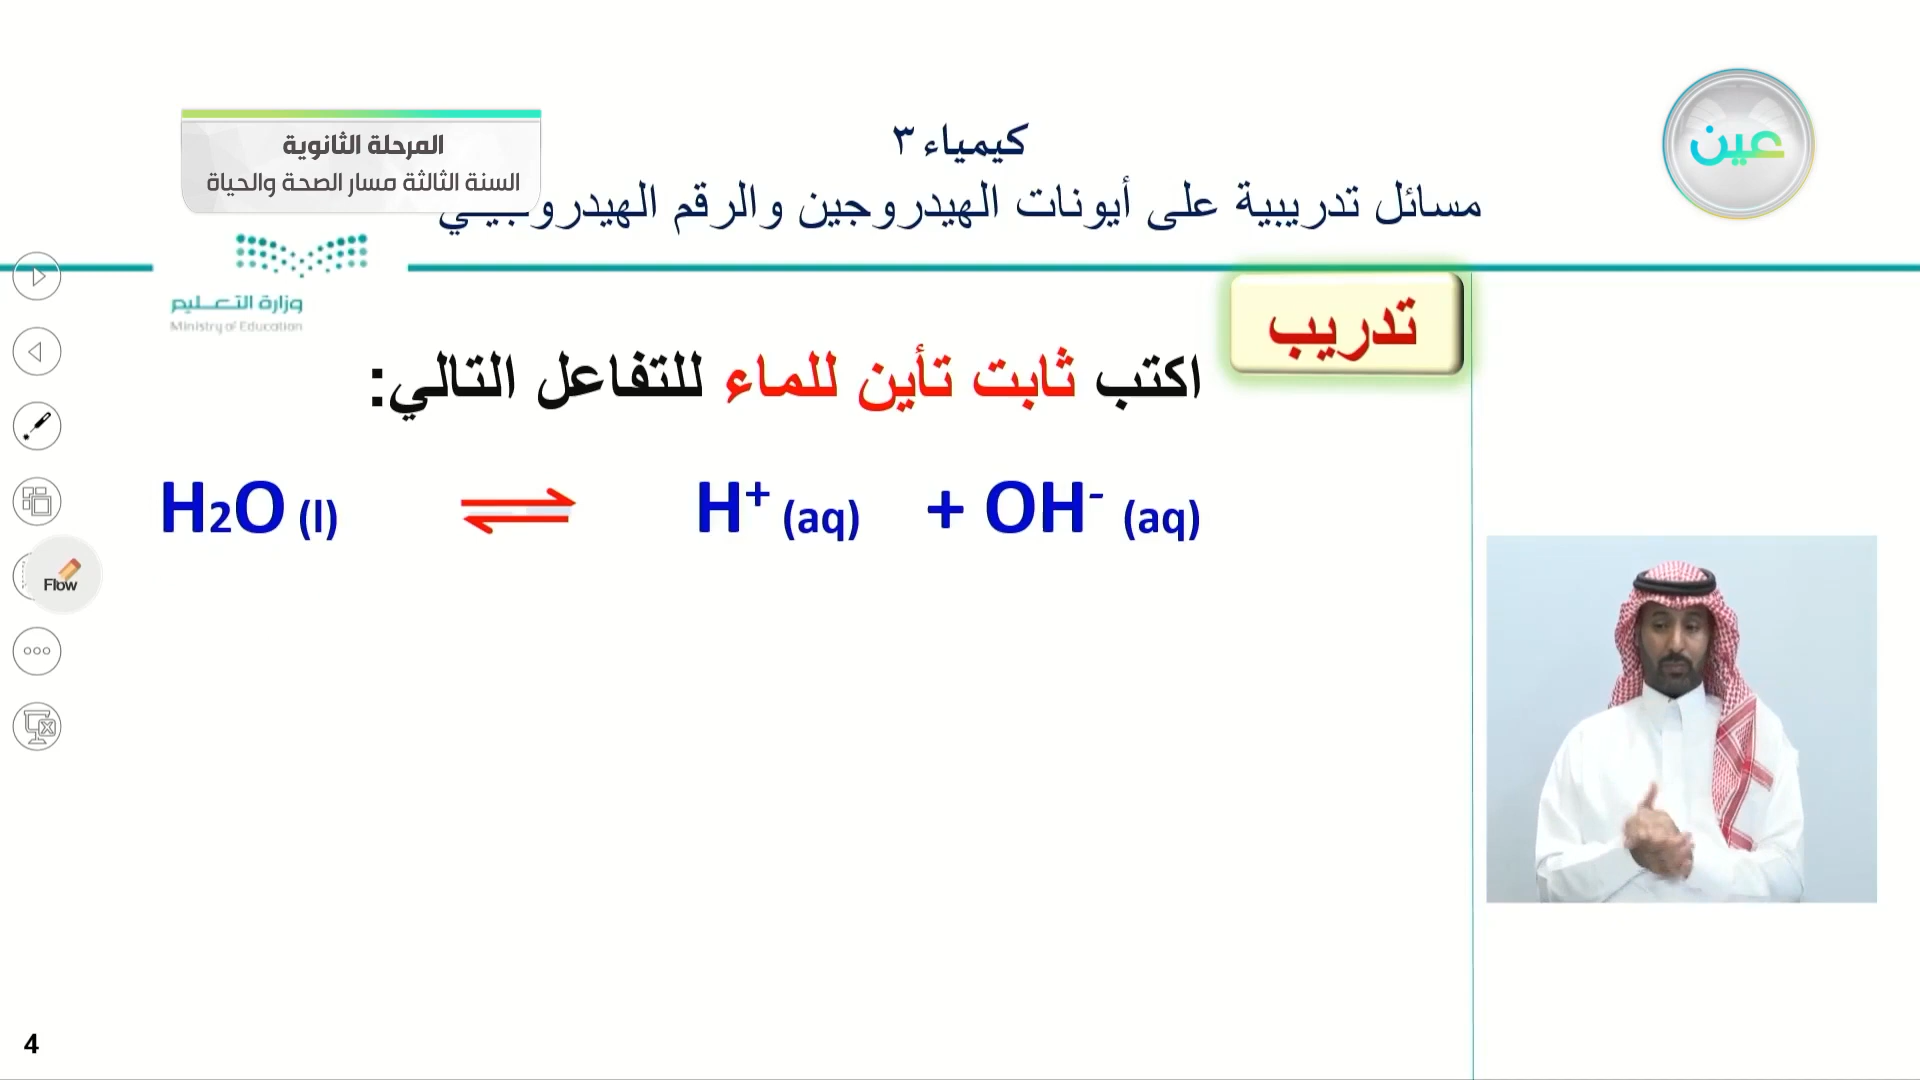 كيمياء ٣
عين
المرحلة الثانوية
السنة الثالثة مسار الصحة والحياة
مسائل تدريبية على أيونات الهيدروجين والرقم الهيدروجيني
وزارة التعليم
Ministry of Education
تدريب
اكتب ثابت تأين للماء للتفاعل التالي:
H₂O (l) ⇌ H⁺ (aq) + OH⁻ (aq)
Flow
4